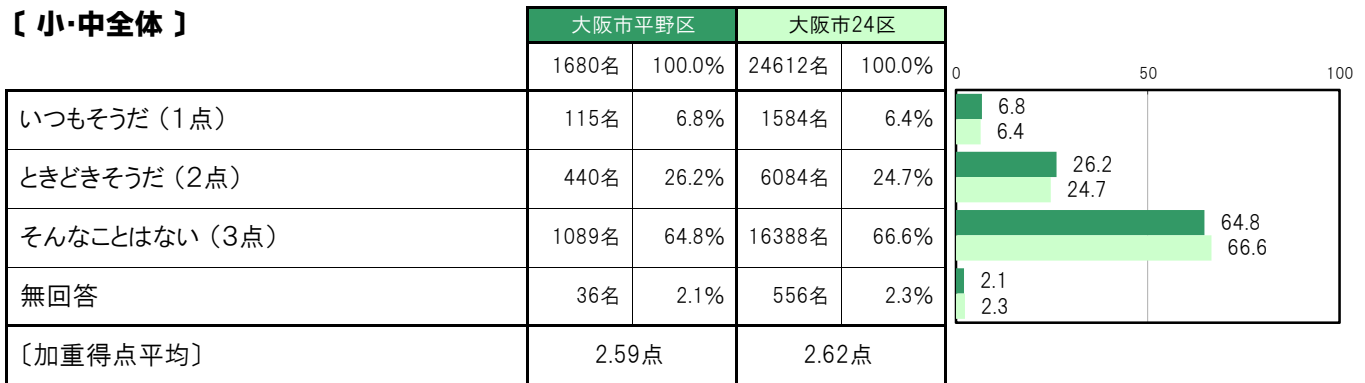 〔 小・中全体 〕
大阪市平野区 大阪市24区
1680名 100.0% 24612名 100.0%
0 50 100
いつもそうだ（１点） 115名 6.8% 1584名 6.4%
6.8
6.4
ときどきそうだ（２点） 440名 26.2% 6084名 24.7%
26.2
24.7
そんなことはない（３点） 1089名 64.8% 16388名 66.6%
64.8
66.6
無回答 36名 2.1% 556名 2.3%
2.1
2.3
〔加重得点平均〕 2.59点 2.62点